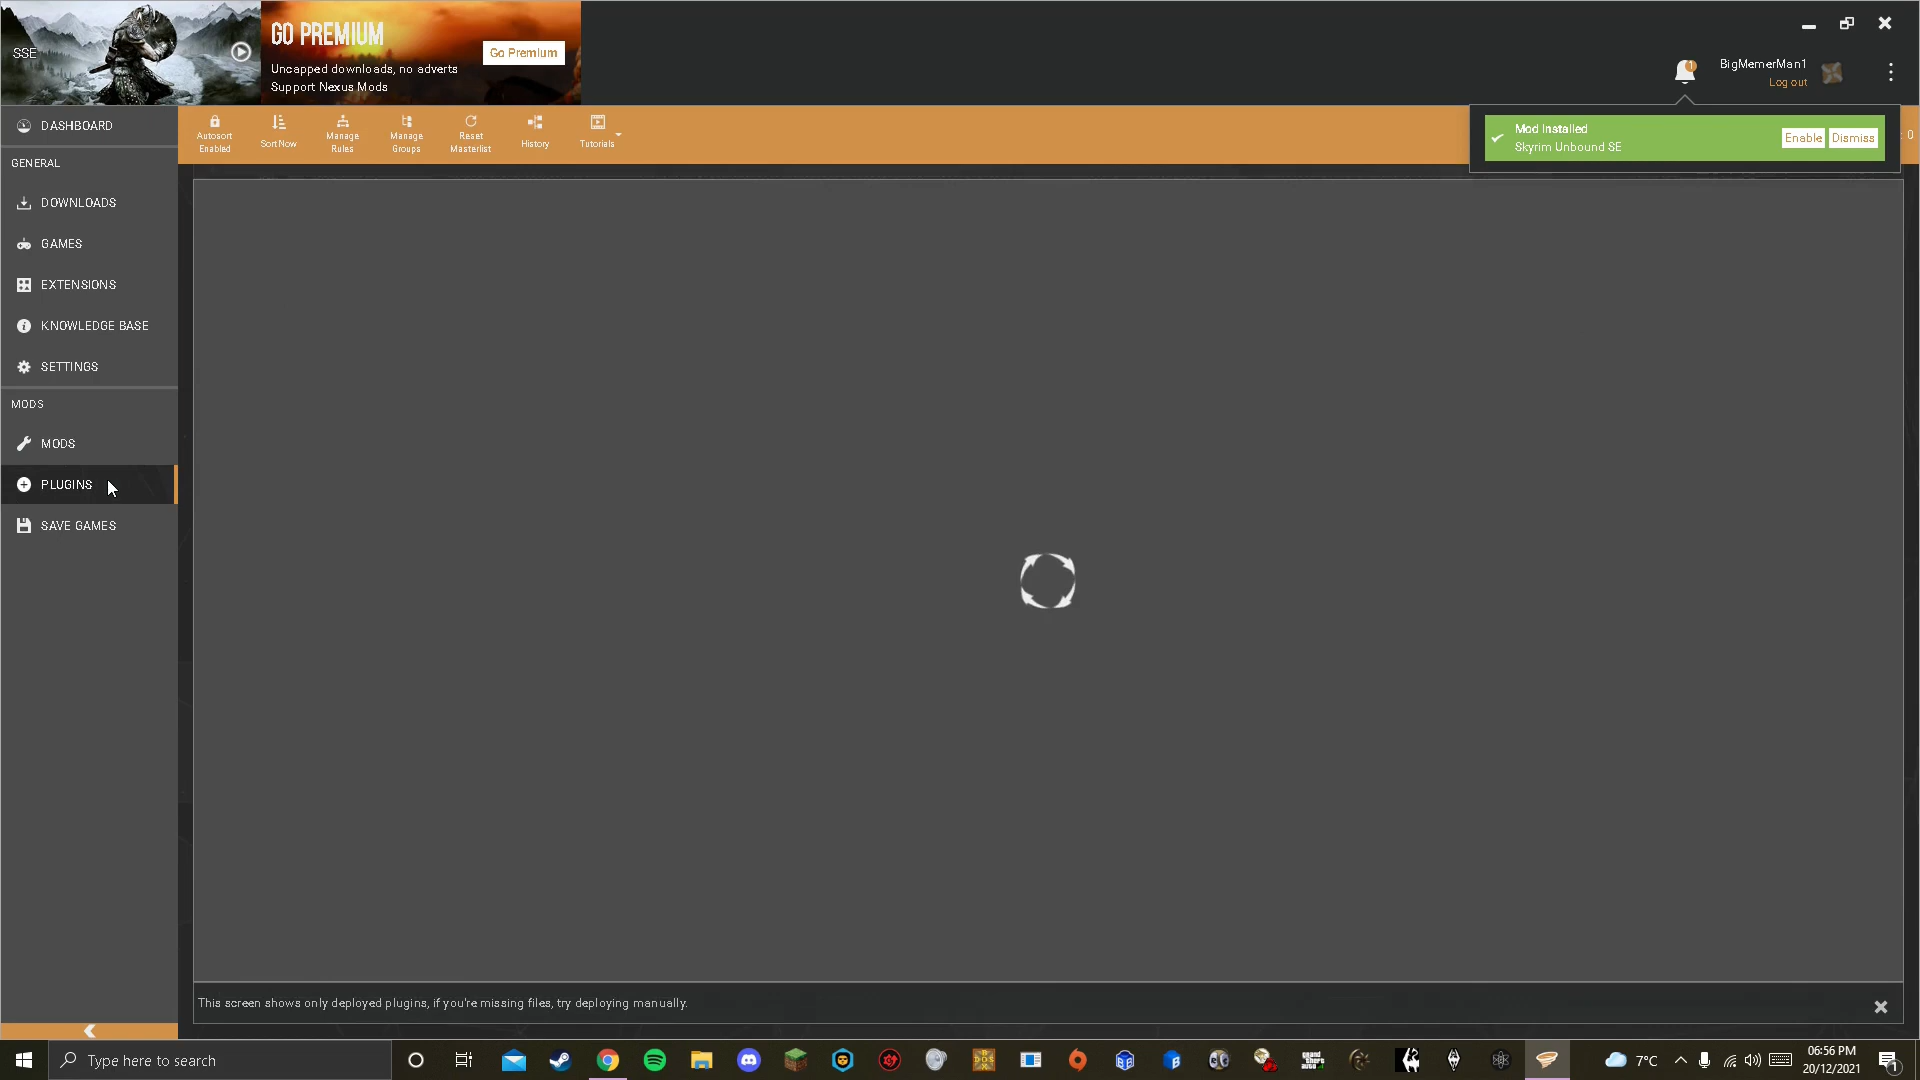 SSE
GO PREMIUM
Uncapped downloads, no adverts
Support Nexus Mods
Go Premium
BigMemerMan1
Log out
DASHBOARD
GENERAL
DOWNLOADS
GAMES
EXTENSIONS
KNOWLEDGE BASE
SETTINGS
MODS
MODS
PLUGINS
SAVE GAMES
Autosort
Enabled
Sort Now
Manage
Rules
Manage
Groups
Reset
Masterlist
History
Tutorials
Mod Installed
Skyrim Unbound SE
Enable
Dismiss
0
This screen shows only deployed plugins, if you're missing files, try deploying manually.
Type here to search
7°C
06:56 PM
20/12/2021
1